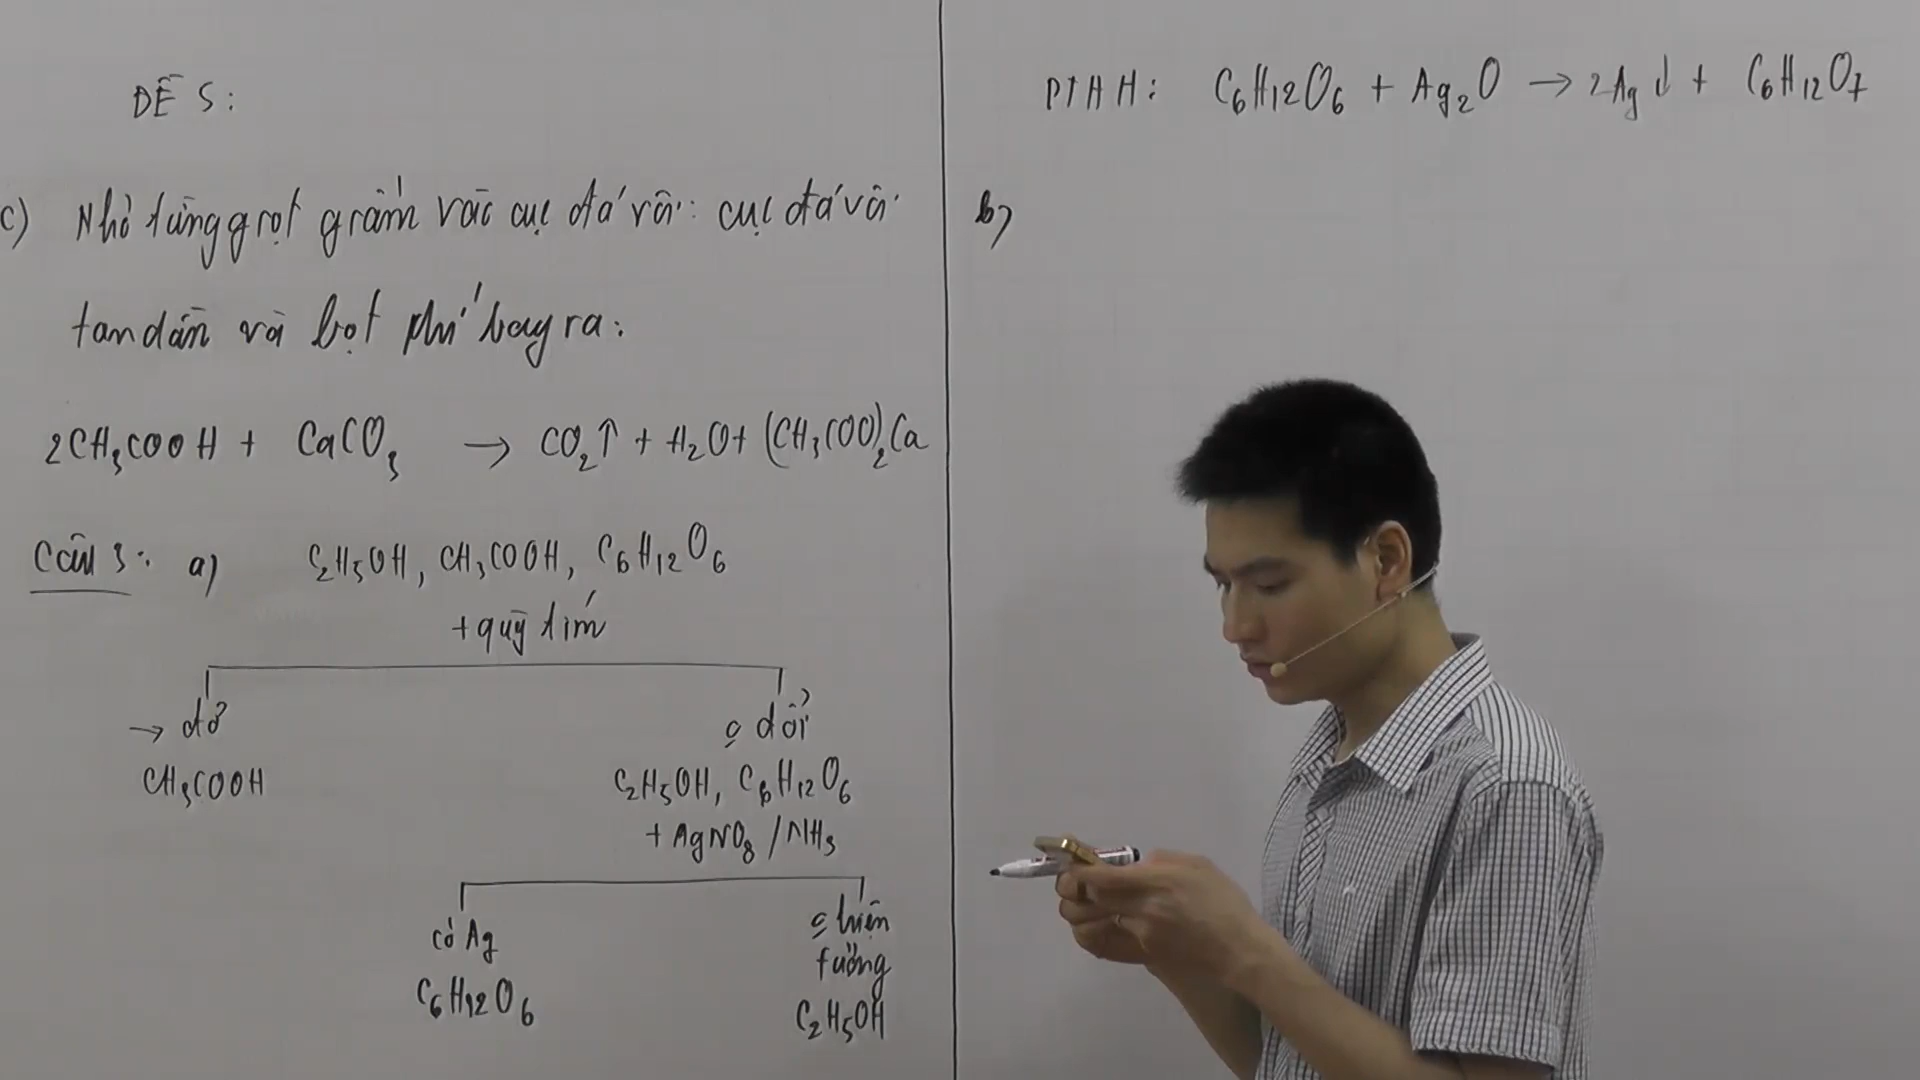 ĐỀ 5:
c) Nhỏ từng giọt giấm vào cục đá vôi: cục đá vôi
tan dần và bọt khí bay ra:
2CH₃COOH + CaCO₃ → CO₂↑ + H₂O + (CH₃COO)₂Ca
Câu 3: a) C₂H₅OH, CH₃COOH, C₆H₁₂O₆
+ quỳ tím
→ đỏ
CH₃COOH
o đổi
C₂H₅OH, C₆H₁₂O₆
+ AgNO₃ / NH₃
có Ag
C₆H₁₂O₆
o hiện
tượng
C₂H₅OH
PTHH: C₆H₁₂O₆ + Ag₂O → 2Ag↓ + C₆H₁₂O₇
b)